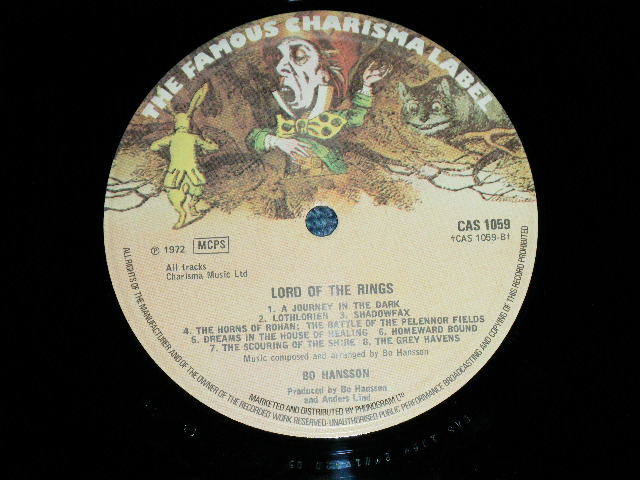 THE FAMOUS CHARISMA LABEL
CAS 1059
†CAS 1059-B†
℗ 1972 MCPS
All tracks
Charisma Music Ltd
LORD OF THE RINGS
1. A JOURNEY IN THE DARK
2. LOTHLORIEN 3. SHADOWFAX
4. THE HORNS OF ROHAN: THE BATTLE OF THE PELENNOR FIELDS
5. DREAMS IN THE HOUSE OF HEALING 6. HOMEWARD BOUND
7. THE SCOURING OF THE SHIRE 8. THE GREY HAVENS
Music composed and arranged by Bo Hansson
BO HANSSON
Produced by Bo Hansson
and Anders Lind
MARKETED AND DISTRIBUTED BY PHONOGRAM LTD
ALL RIGHTS OF THE MANUFACTURER AND OF THE OWNER OF THE RECORDED WORK RESERVED-UNAUTHORISED PUBLIC PERFORMANCE BROADCASTING AND COPYING OF THIS RECORD PROHIBITED